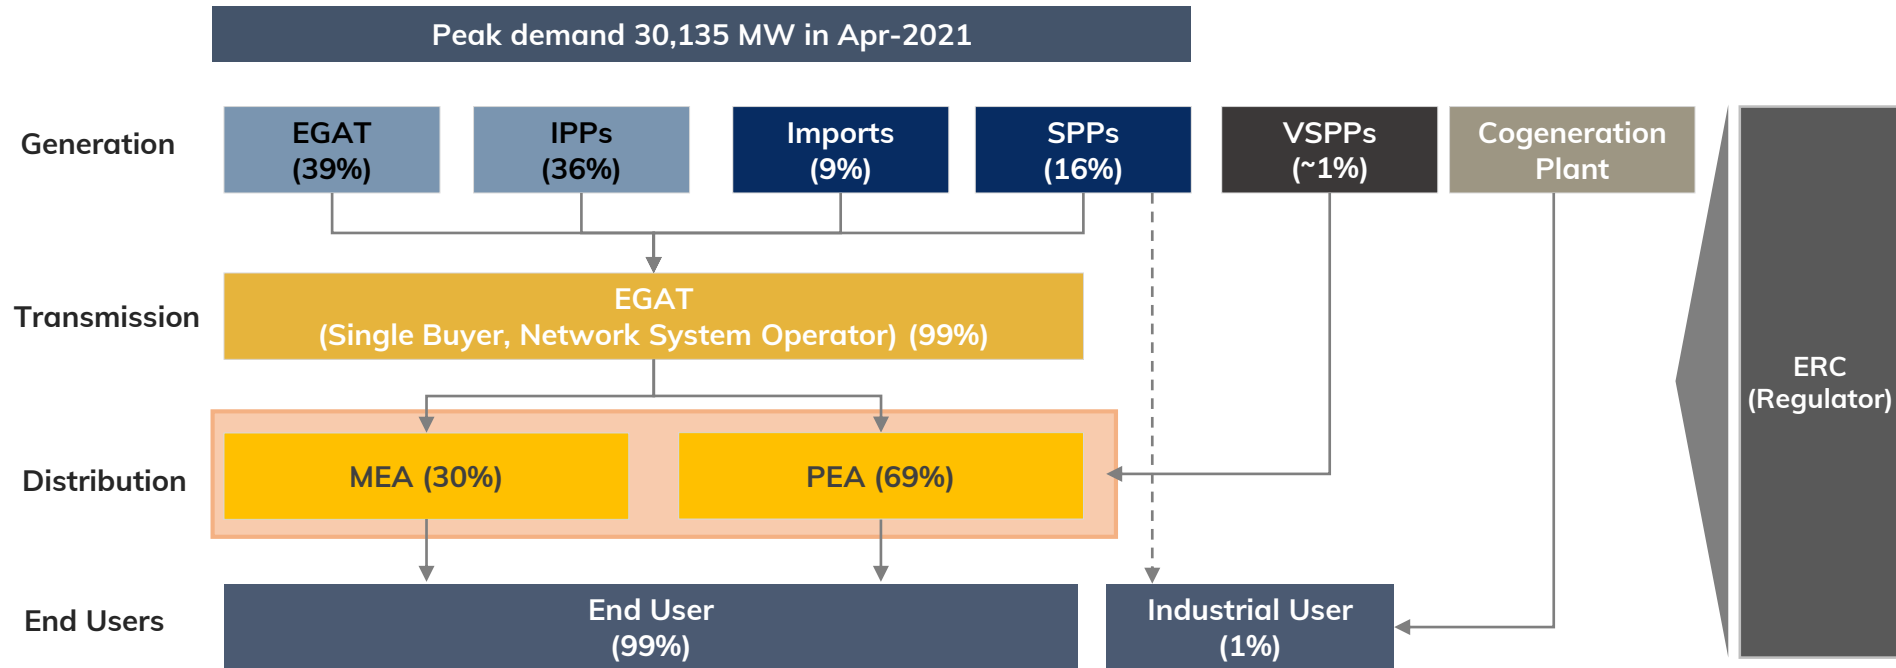 Peak demand 30,135 MW in Apr-2021
Generation
EGAT
(39%)
IPPs
(36%)
Imports
(9%)
SPPs
(16%)
VSPPs
(~1%)
Cogeneration
Plant
Transmission
EGAT
(Single Buyer, Network System Operator) (99%)
ERC
(Regulator)
Distribution
MEA (30%)
PEA (69%)
End Users
End User
(99%)
Industrial User
(1%)